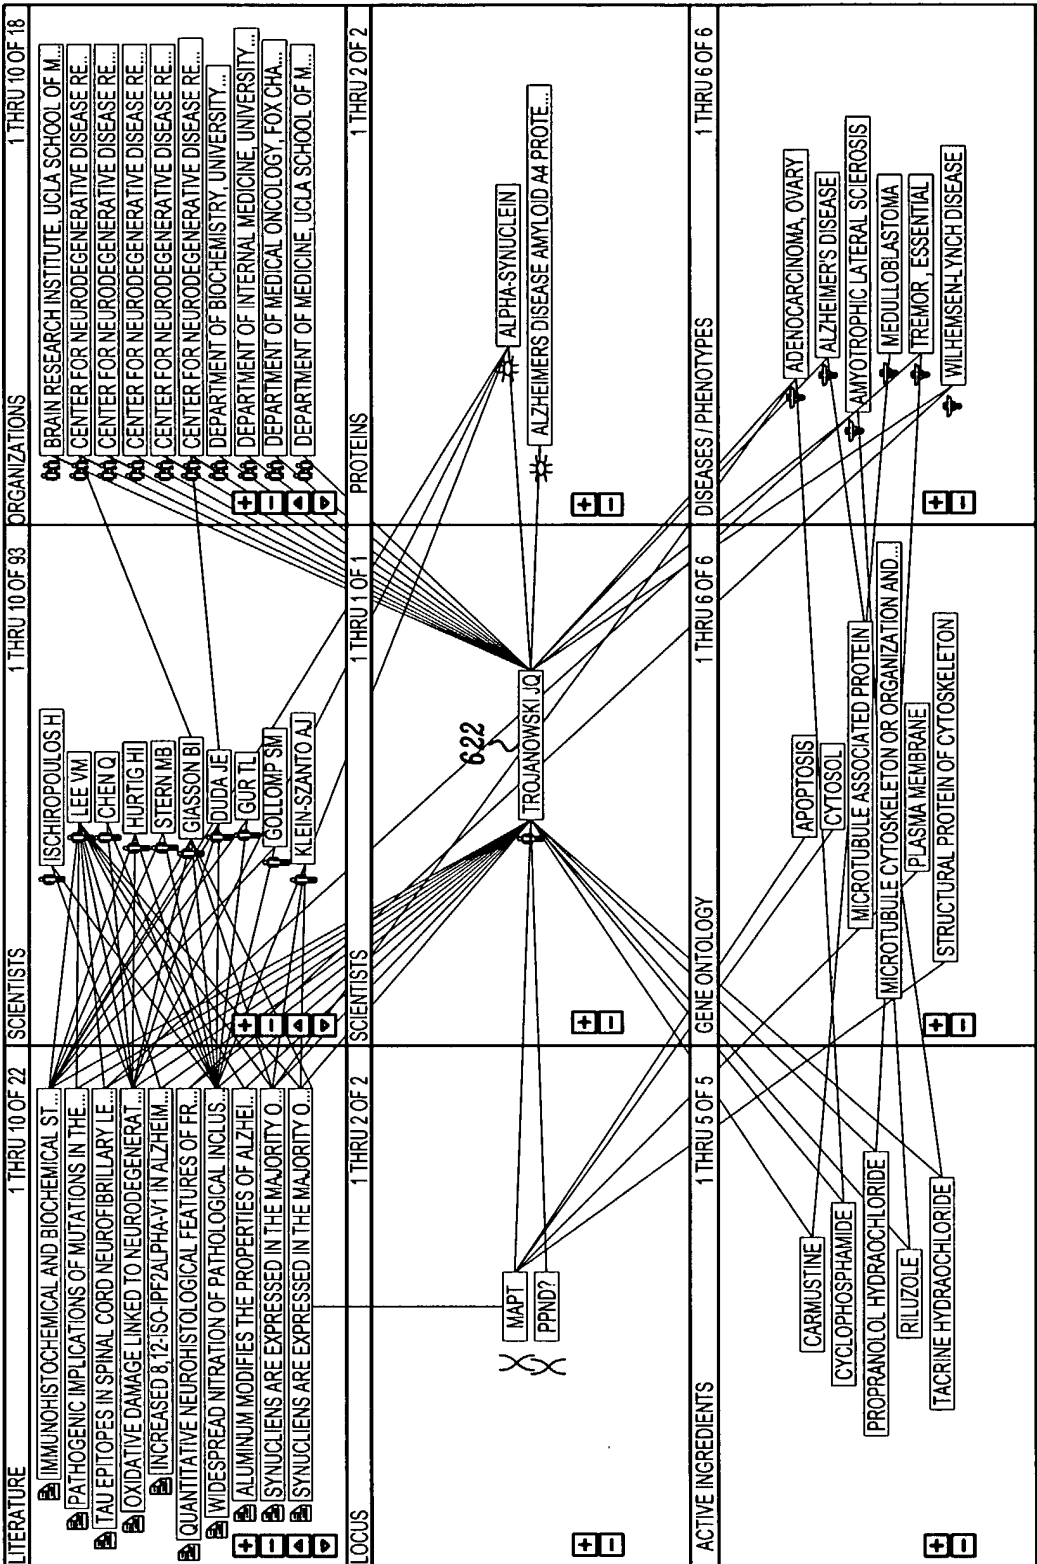 LITERATURE 1 THRU 10 OF 22
IMMUNOHISTOCHEMICAL AND BIOCHEMICAL ST...
PATHOGENIC IMPLICATIONS OF MUTATIONS IN THE...
TAU EPITOPES IN SPINAL CORD NEUROFIBRILLARY LE...
OXIDATIVE DAMAGE LINKED TO NEURODEGENERAT...
INCREASED 8,12-ISO-IPF2ALPHA-V1 IN ALZHEIM...
QUANTITATIVE NEUROHISTOLOGICAL FEATURES OF FR...
WIDESPREAD NITRATION OF PATHOLOGICAL INCLUS...
ALUMINUM MODIFIES THE PROPERTIES OF ALZHEI...
SYNUCLIENS ARE EXPRESSED IN THE MAJORITY O...
SYNUCLIENS ARE EXPRESSED IN THE MAJORITY O...
SCIENTISTS 1 THRU 10 OF 93
ISCHIROPOULOS H
LEE VM
CHEN Q
HURTIG HI
STERN MB
GIASSON BI
DUDA JE
GUR TL
GOLOMP SM
KLEIN-SZANTO AJ
ORGANIZATIONS 1 THRU 10 OF 18
BRAIN RESEARCH INSTITUTE, UCLA SCHOOL OF M...
CENTER FOR NEURODEGENERATIVE DISEASE RE...
CENTER FOR NEURODEGENERATIVE DISEASE RE...
CENTER FOR NEURODEGENERATIVE DISEASE RE...
CENTER FOR NEURODEGENERATIVE DISEASE RE...
CENTER FOR NEURODEGENERATIVE DISEASE RE...
DEPARTMENT OF BIOCHEMISTRY, UNIVERSITY...
DEPARTMENT OF INTERNAL MEDICINE, UNIVERSITY...
DEPARTMENT OF MEDICAL ONCOLOGY, FOX CHA...
DEPARTMENT OF MEDICINE, UCLA SCHOOL OF M...
LOCUS 1 THRU 2 OF 2
MAPT
PPND?
SCIENTISTS 1 THRU 1 OF 1
622
TROJANOWSKI JQ
PROTEINS 1 THRU 2 OF 2
ALPHA-SYNUCLEIN
ALZHEIMERS DISEASE AMYLOID A4 PROTE...
ACTIVE INGREDIENTS 1 THRU 5 OF 5
CARMUSTINE
CYCLOPHOSPHAMIDE
PROPRANOLOL HYDRAOCHLORIDE
RILUZOLE
TACRINE HYDRAOCHLORIDE
GENE ONTOLOGY 1 THRU 6 OF 6
APOPTOSIS
CYTOSOL
MICROTUBULE ASSOCIATED PROTEIN
MICROTUBULE CYTOSKELETON OR ORGANIZATION AND...
PLASMA MEMBRANE
STRUCTURAL PROTEIN OF CYTOSKELETON
DISEASES / PHENOTYPES 1 THRU 6 OF 6
ADENOCARCINOMA, OVARY
ALZHEIMER'S DISEASE
AMYOTROPHIC LATERAL SCLEROSIS
MEDULLOBLASTOMA
TREMOR, ESSENTIAL
WILHEMSEN-LYNCH DISEASE